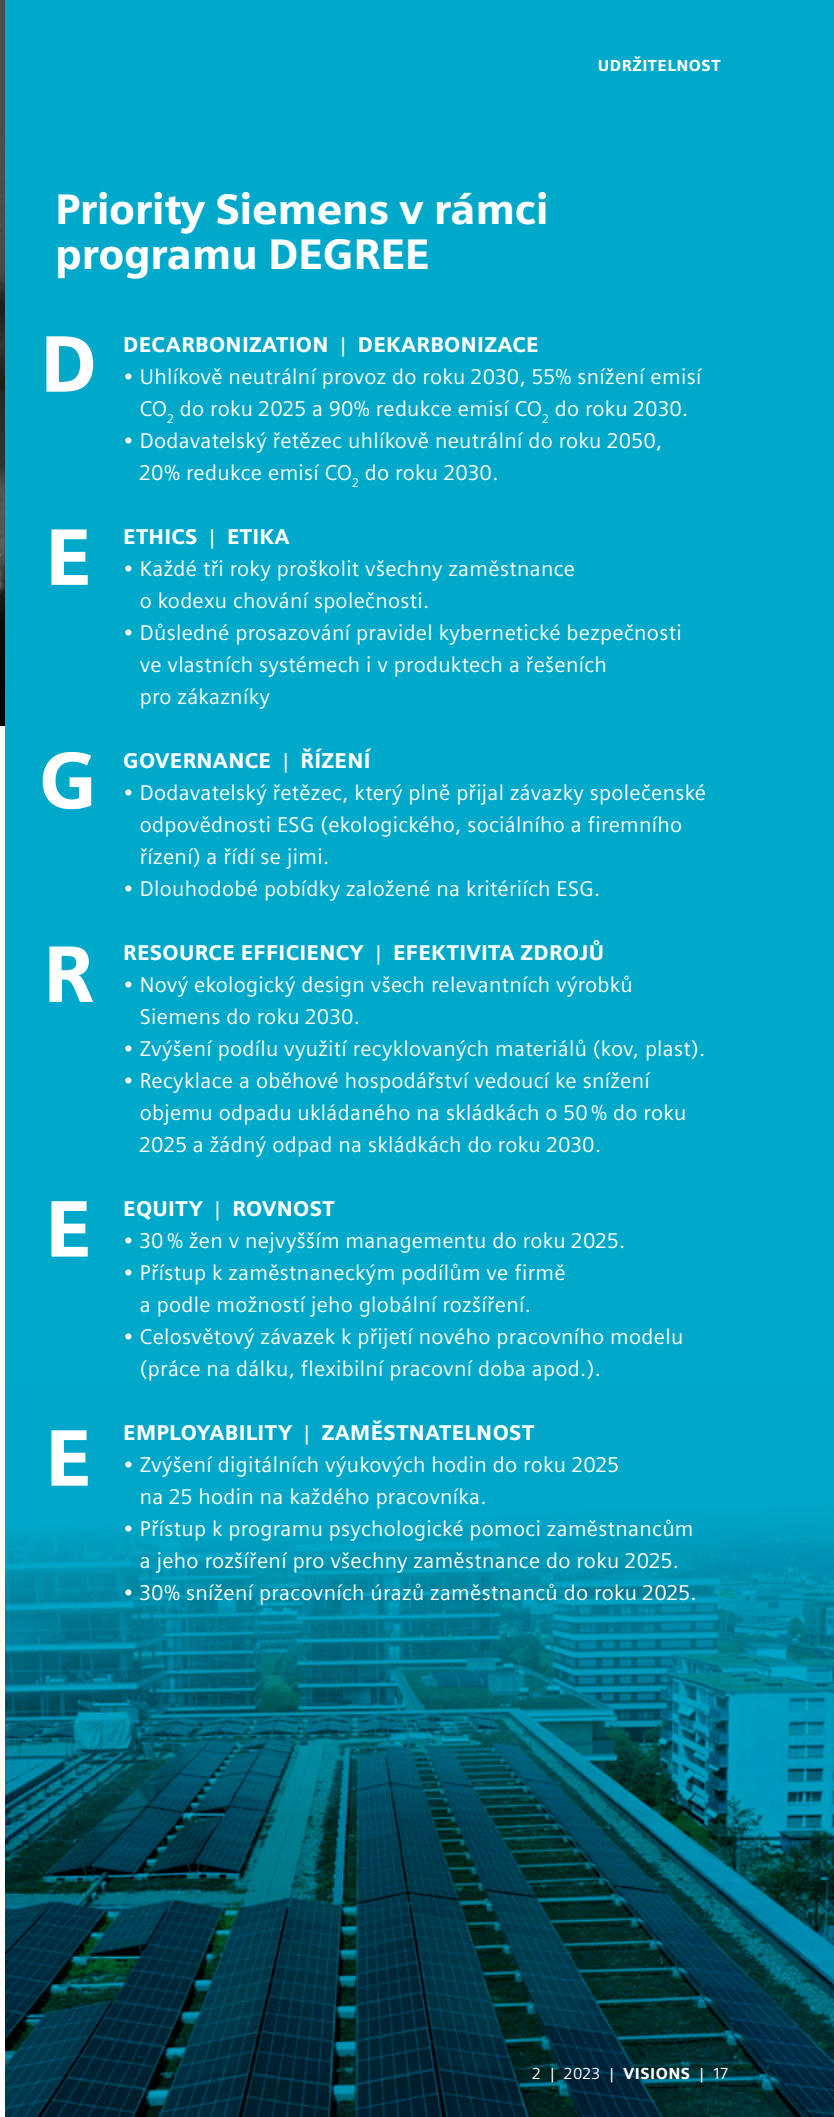 UDRŽITELNOST
Priority Siemens v rámci
programu DEGREE
D
DECARBONIZATION | DEKARBONIZACE
• Uhlíkově neutrální provoz do roku 2030, 55% snížení emisí
CO₂ do roku 2025 a 90% redukce emisí CO₂ do roku 2030.
• Dodavatelský řetězec uhlíkově neutrální do roku 2050,
20% redukce emisí CO₂ do roku 2030.
E
ETHICS | ETIKA
• Každé tři roky proškolit všechny zaměstnance
o kodexu chování společnosti.
• Důsledné prosazování pravidel kybernetické bezpečnosti
ve vlastních systémech i v produktech a řešeních
pro zákazníky
G
GOVERNANCE | ŘÍZENÍ
• Dodavatelský řetězec, který plně přijal závazky společenské
odpovědnosti ESG (ekologického, sociálního a firemního
řízení) a řídí se jimi.
• Dlouhodobé pobídky založené na kritériích ESG.
R
RESOURCE EFFICIENCY | EFEKTIVITA ZDROJŮ
• Nový ekologický design všech relevantních výrobků
Siemens do roku 2030.
• Zvýšení podílu využití recyklovaných materiálů (kov, plast).
• Recyklace a oběhové hospodářství vedoucí ke snížení
objemu odpadu ukládaného na skládkách o 50 % do roku
2025 a žádný odpad na skládkách do roku 2030.
E
EQUITY | ROVNOST
• 30 % žen v nejvyšším managementu do roku 2025.
• Přístup k zaměstnaneckým podílům ve firmě
a podle možností jeho globální rozšíření.
• Celosvětový závazek k přijetí nového pracovního modelu
(práce na dálku, flexibilní pracovní doba apod.).
E
EMPLOYABILITY | ZAMĚSTNATELNOST
• Zvýšení digitálních výukových hodin do roku 2025
na 25 hodin na každého pracovníka.
• Přístup k programu psychologické pomoci zaměstnancům
a jeho rozšíření pro všechny zaměstnance do roku 2025.
• 30% snížení pracovních úrazů zaměstnanců do roku 2025.
2 | 2023 | VISIONS | 17